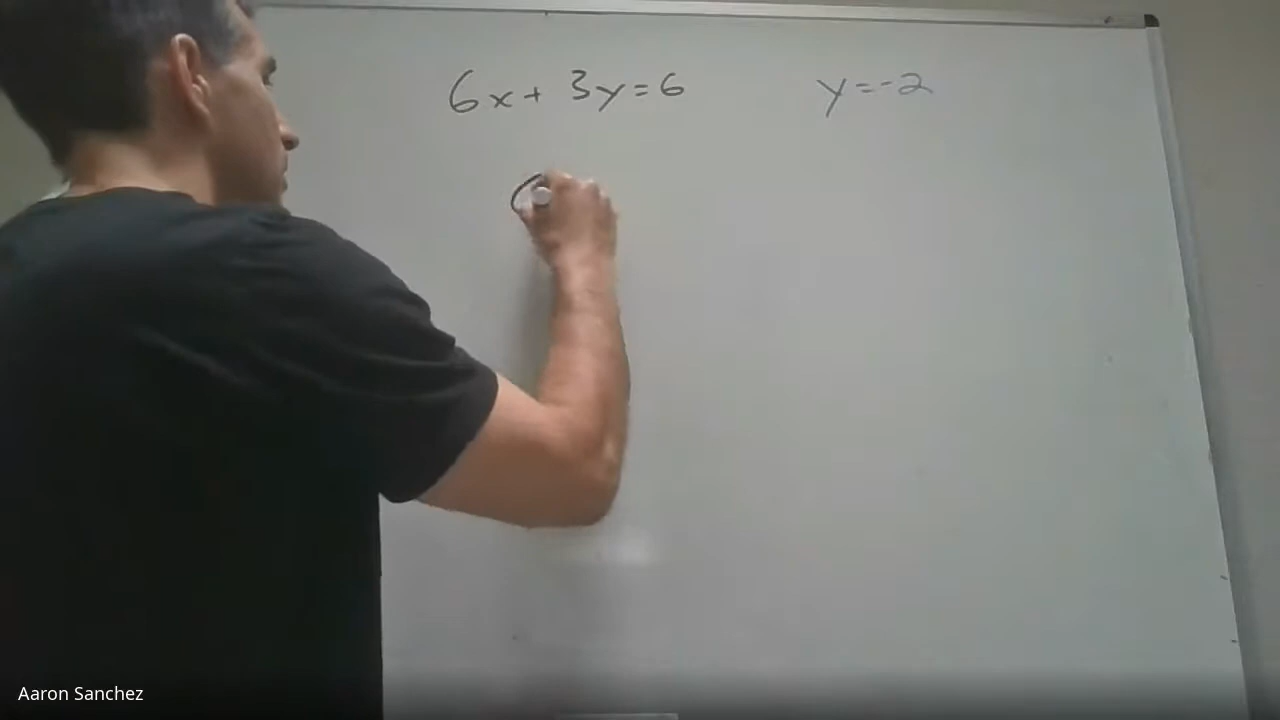 6x + 3y = 6 y = -2
Aaron Sanchez